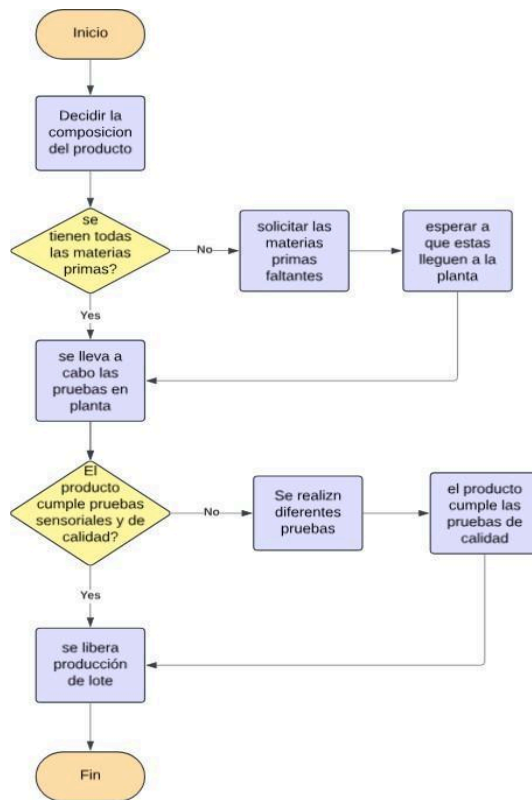 Inicio
Decidir la
composicion
del producto
se
tienen todas
las materias
primas?
No
solicitar las
materias
primas
faltantes
esperar a
que estas
lleguen a la
planta
Yes
se lleva a
cabo las
pruebas en
planta
El
producto
cumple pruebas
sensoriales y de
calidad?
No
Se realizn
diferentes
pruebas
el producto
cumple las
pruebas de
calidad
Yes
se libera
producción
de lote
Fin